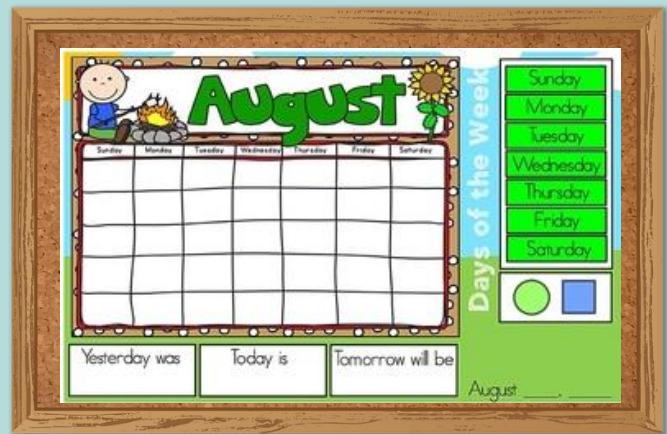 August
Sunday Monday Tuesday Wednesday Thursday Friday Saturday
Yesterday was
Today is
Tomorrow will be
Days of the Week
Sunday
Monday
Tuesday
Wednesday
Thursday
Friday
Saturday
August ____, ____